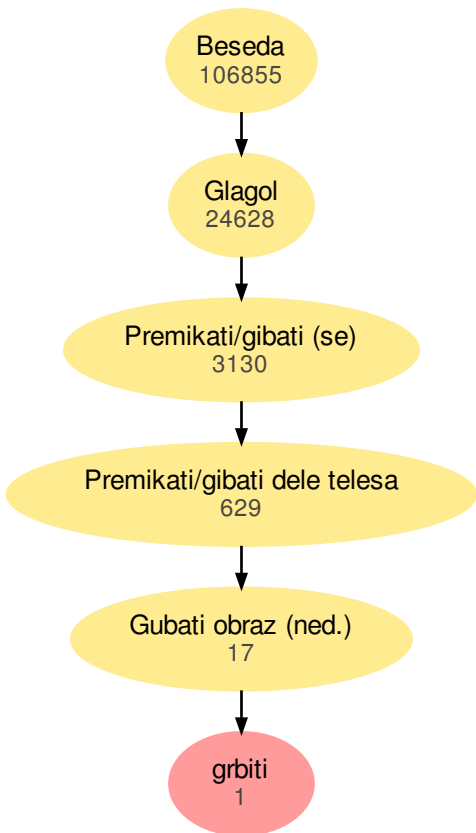 Beseda
106855
Glagol
24628
Premikati/gibati (se)
3130
Premikati/gibati dele telesa
629
Gubati obraz (ned.)
17
grbiti
1